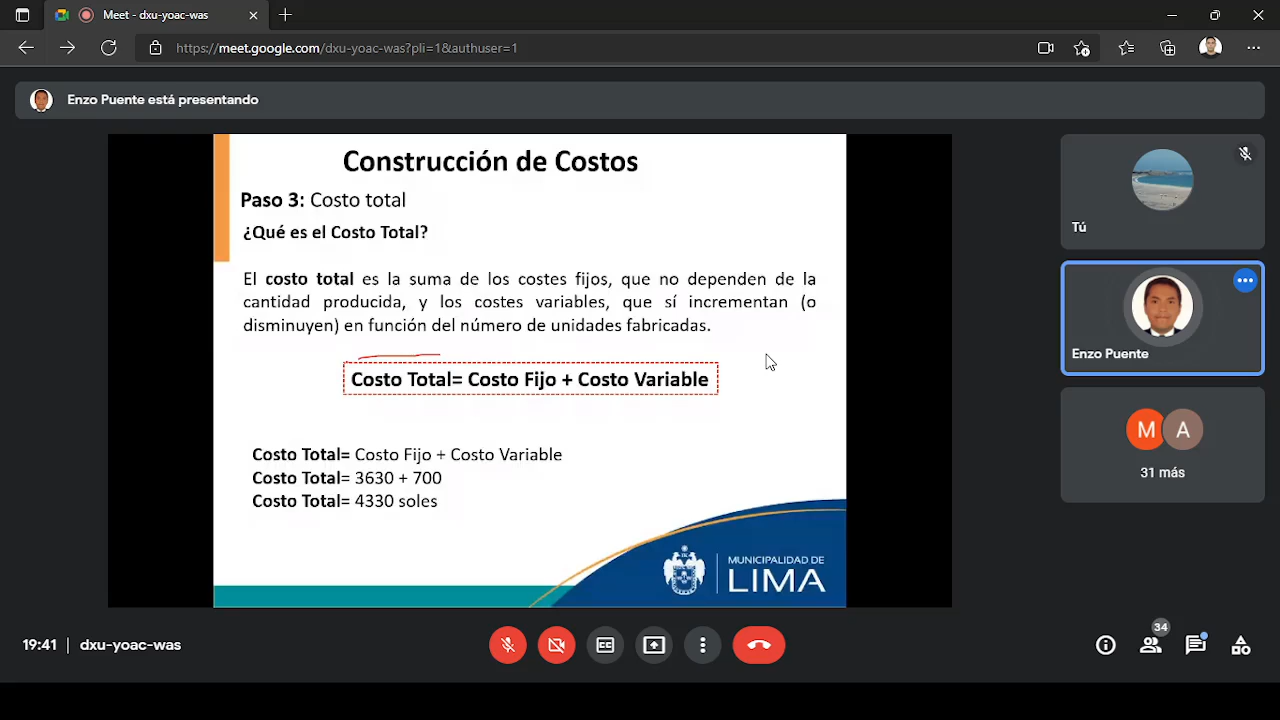 Meet - dxu-yoac-was
https://meet.google.com/dxu-yoac-was?pli=1&authuser=1
Enzo Puente está presentando
Construcción de Costos
Paso 3: Costo total
¿Qué es el Costo Total?
El costo total es la suma de los costes fijos, que no dependen de la
cantidad producida, y los costes variables, que sí incrementan (o
disminuyen) en función del número de unidades fabricadas.
Costo Total= Costo Fijo + Costo Variable
Costo Total= Costo Fijo + Costo Variable
Costo Total= 3630 + 700
Costo Total= 4330 soles
MUNICIPALIDAD DE
LIMA
Tú
Enzo Puente
M A
31 más
19:41 | dxu-yoac-was
CC
34